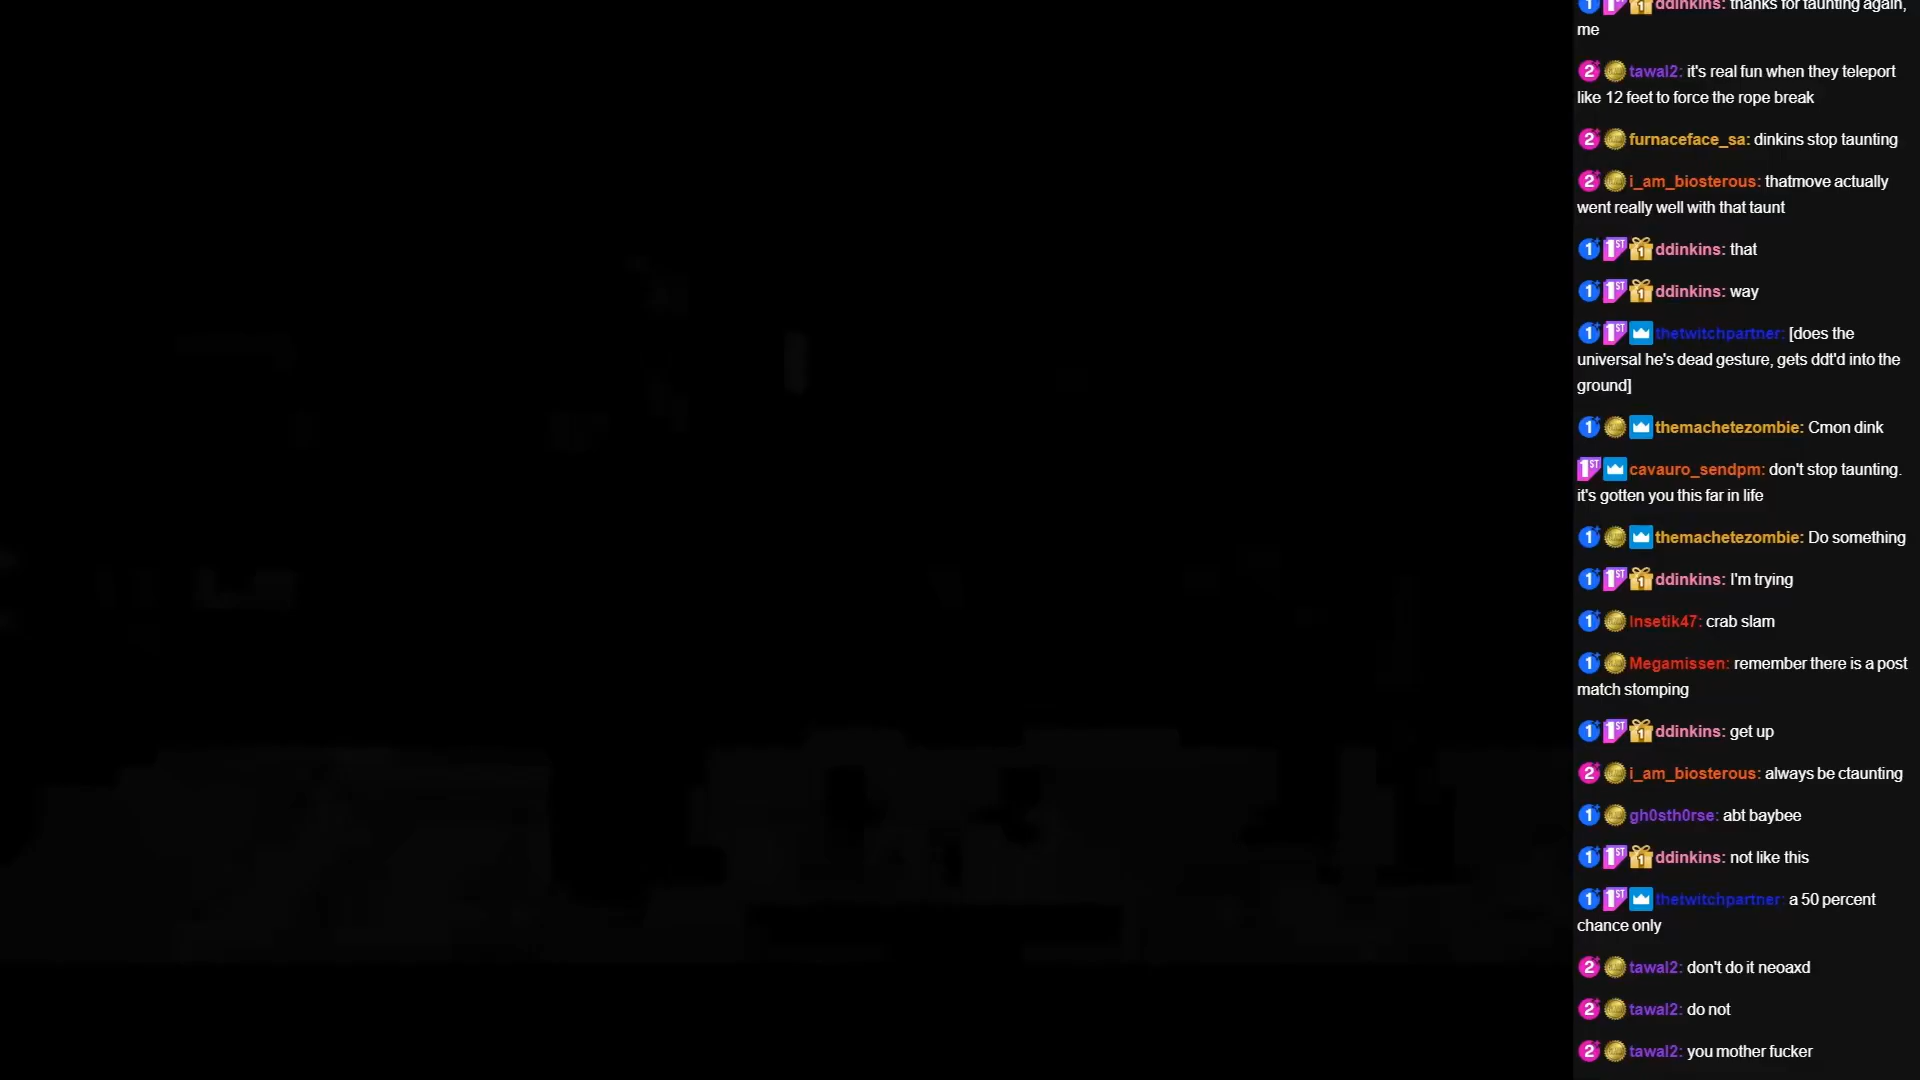 ddinkins: thanks for taunting again,
me
tawal2: it's real fun when they teleport
like 12 feet to force the rope break
furnaceface_sa: dinkins stop taunting
i_am_biosterous: thatmove actually
went really well with that taunt
ddinkins: that
ddinkins: way
thetwitchpartner: [does the
universal he's dead gesture, gets ddt'd into the
ground]
themachetezombie: Cmon dink
cavauro_sendpm: don't stop taunting.
it's gotten you this far in life
themachetezombie: Do something
ddinkins: I'm trying
Insetik47: crab slam
Megamissen: remember there is a post
match stomping
ddinkins: get up
i_am_biosterous: always be ctaunting
gh0sth0rse: abt baybee
ddinkins: not like this
thetwitchpartner: a 50 percent
chance only
tawal2: don't do it neoaxd
tawal2: do not
tawal2: you mother fucker